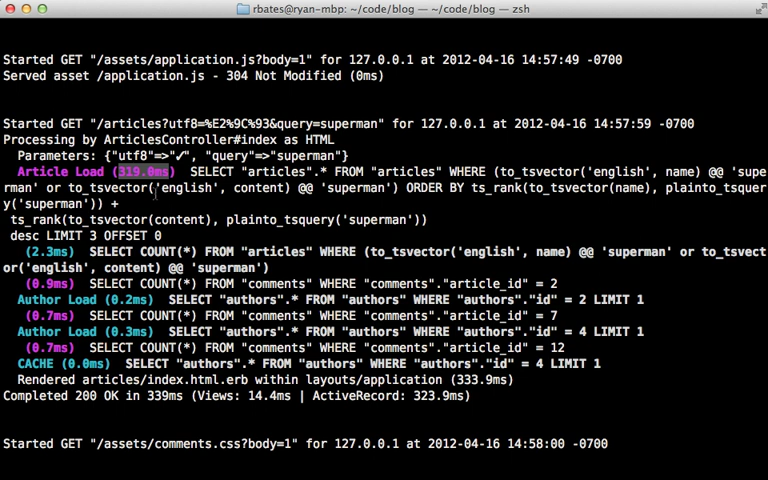 rbates@ryan-mbp: ~/code/blog — ~/code/blog — zsh
Started GET "/assets/application.js?body=1" for 127.0.0.1 at 2012-04-16 14:57:49 -0700
Served asset /application.js - 304 Not Modified (0ms)
Started GET "/articles?utf8=%E2%9C%93&query=superman" for 127.0.0.1 at 2012-04-16 14:57:59 -0700
Processing by ArticlesController#index as HTML
Parameters: {"utf8"=>"✓", "query"=>"superman"}
Article Load (319.0ms) SELECT "articles".* FROM "articles" WHERE (to_tsvector('english', name) @@ 'supe
rman' or to_tsvector('english', content) @@ 'superman') ORDER BY ts_rank(to_tsvector(name), plainto_tsquer
y('superman')) +
ts_rank(to_tsvector(content), plainto_tsquery('superman'))
desc LIMIT 3 OFFSET 0
(2.3ms) SELECT COUNT(*) FROM "articles" WHERE (to_tsvector('english', name) @@ 'superman' or to_tsvect
or('english', content) @@ 'superman')
(0.9ms) SELECT COUNT(*) FROM "comments" WHERE "comments"."article_id" = 2
Author Load (0.2ms) SELECT "authors".* FROM "authors" WHERE "authors"."id" = 2 LIMIT 1
(0.7ms) SELECT COUNT(*) FROM "comments" WHERE "comments"."article_id" = 7
Author Load (0.3ms) SELECT "authors".* FROM "authors" WHERE "authors"."id" = 4 LIMIT 1
(0.7ms) SELECT COUNT(*) FROM "comments" WHERE "comments"."article_id" = 12
CACHE (0.0ms) SELECT "authors".* FROM "authors" WHERE "authors"."id" = 4 LIMIT 1
Rendered articles/index.html.erb within layouts/application (333.9ms)
Completed 200 OK in 339ms (Views: 14.4ms | ActiveRecord: 323.9ms)
Started GET "/assets/comments.css?body=1" for 127.0.0.1 at 2012-04-16 14:58:00 -0700